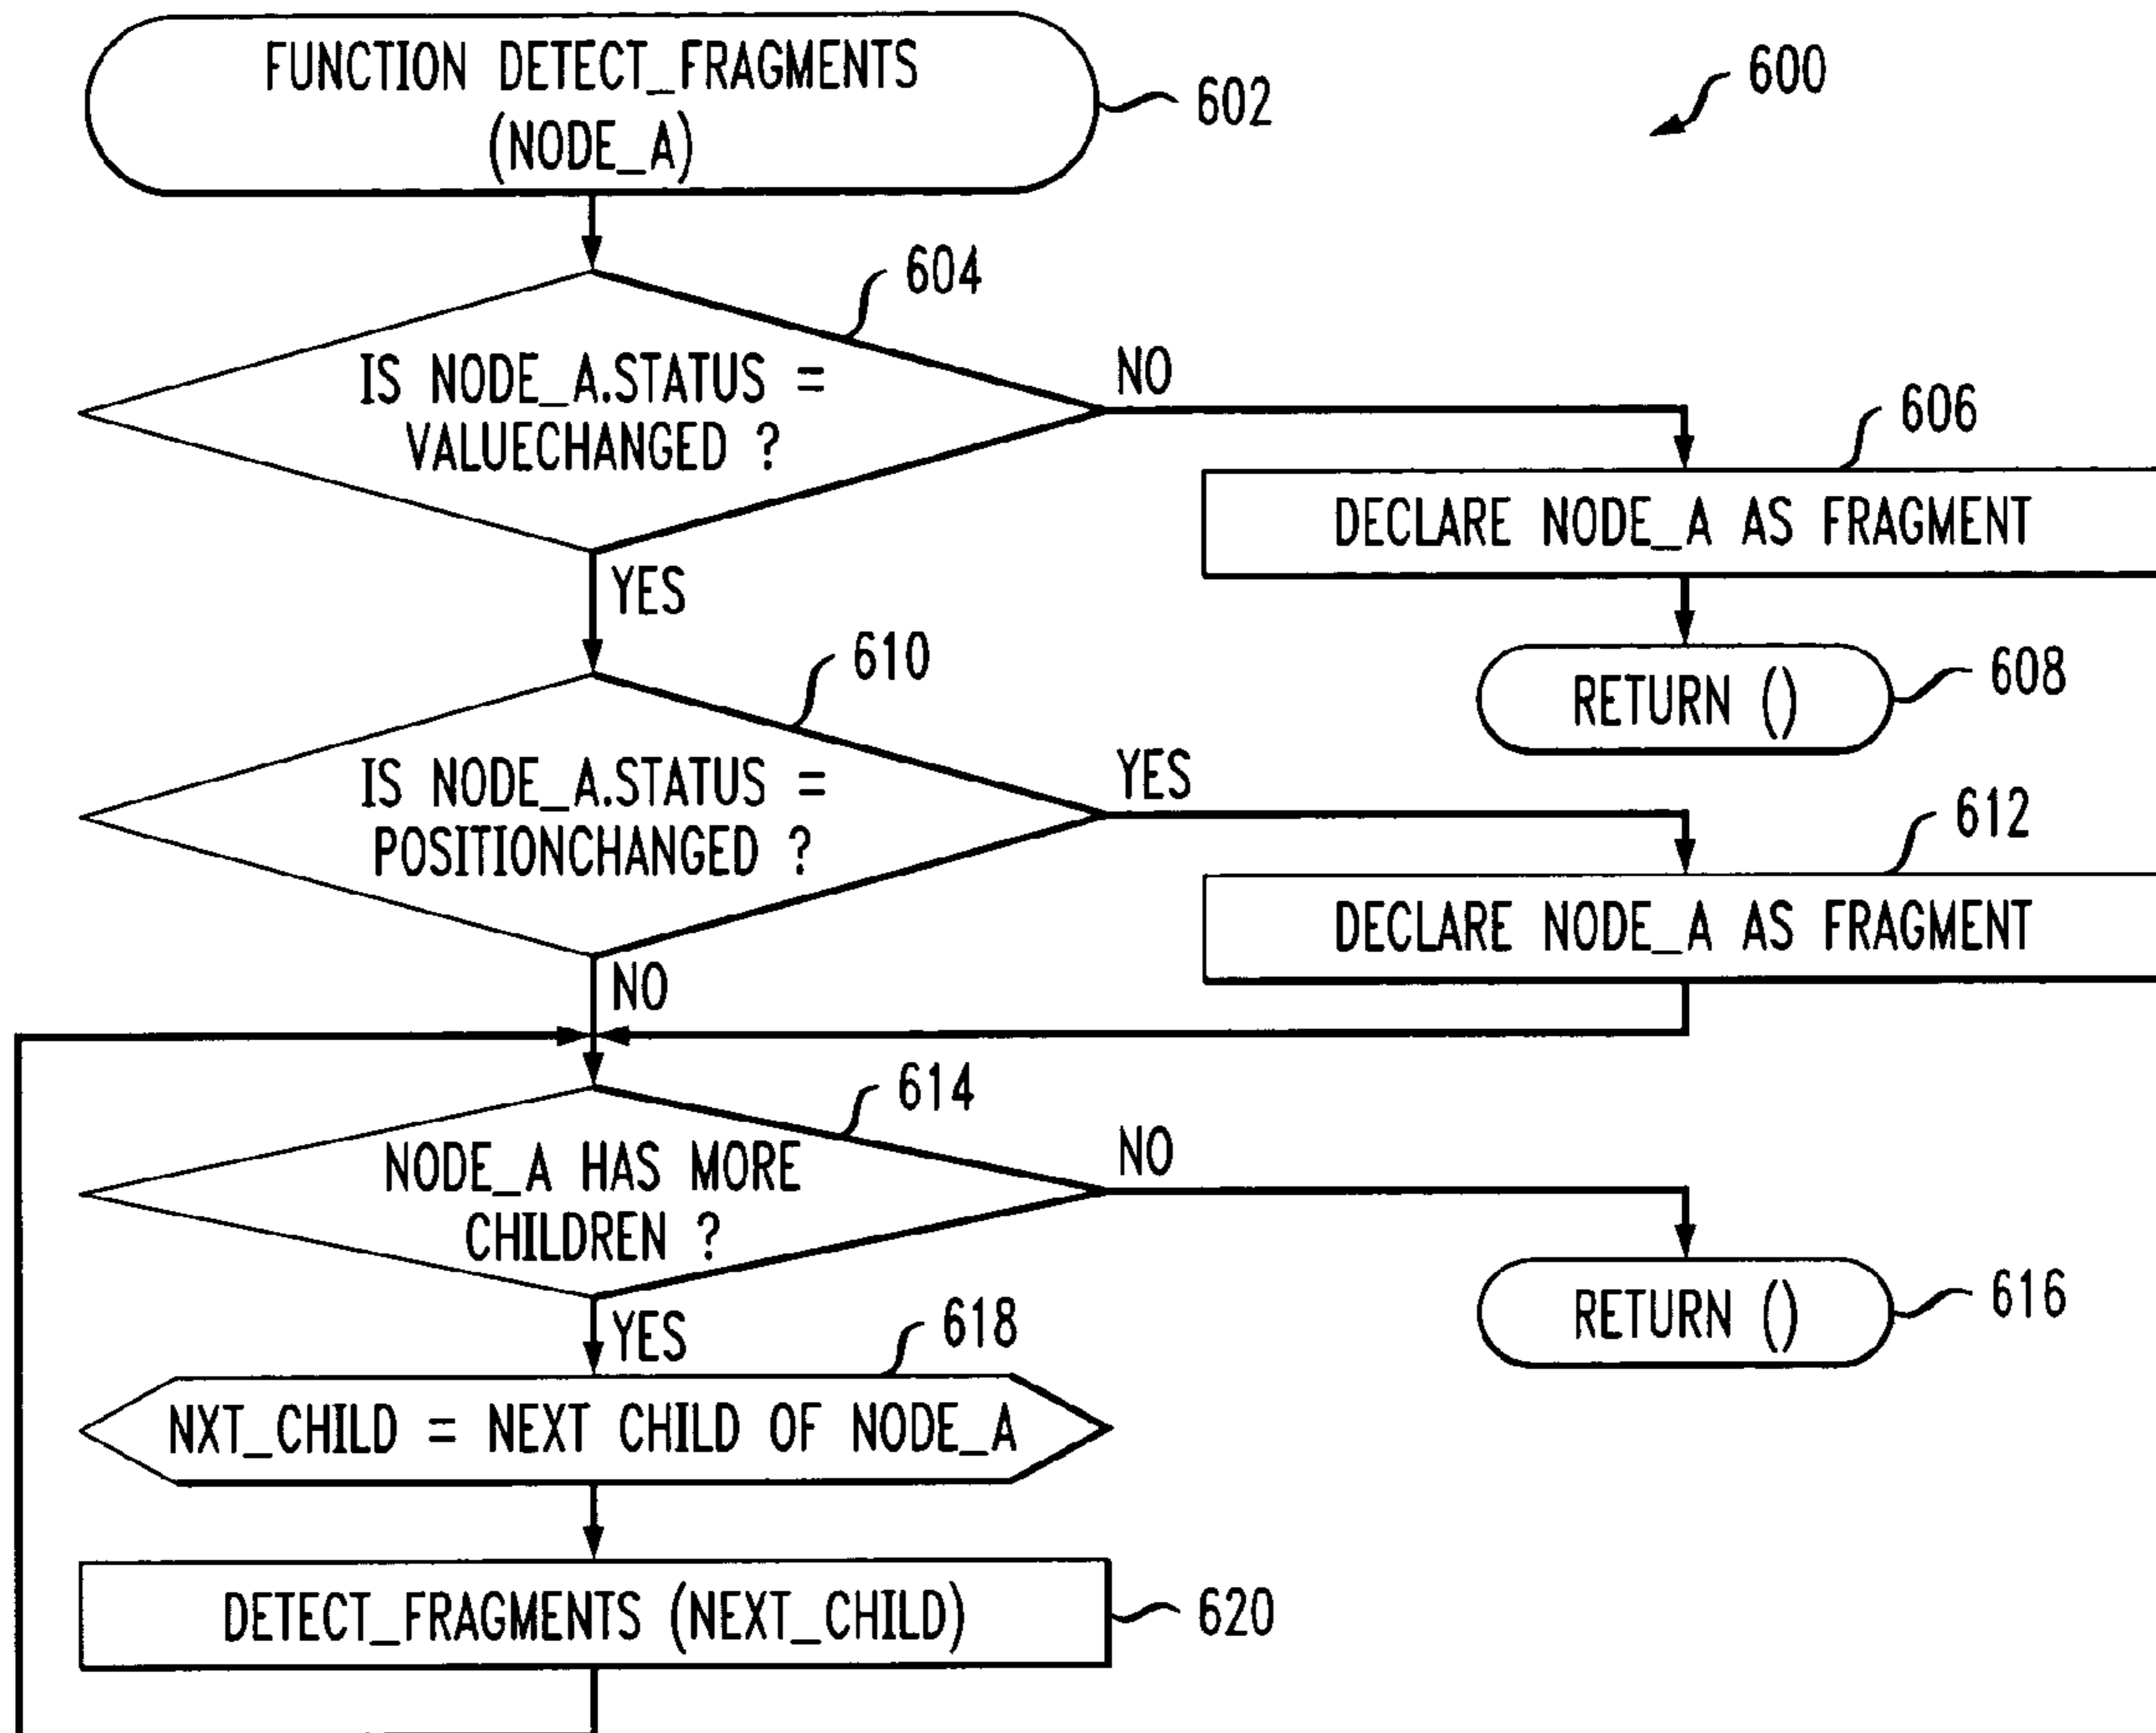 FUNCTION DETECT_FRAGMENTS
(NODE_A)
602
600
604
IS NODE_A.STATUS =
VALUECHANGED ?
NO
606
DECLARE NODE_A AS FRAGMENT
YES
608
RETURN ()
610
IS NODE_A.STATUS =
POSITIONCHANGED ?
YES
612
DECLARE NODE_A AS FRAGMENT
NO
614
NODE_A HAS MORE
CHILDREN ?
NO
616
RETURN ()
YES
618
NXT_CHILD = NEXT CHILD OF NODE_A
DETECT_FRAGMENTS (NEXT_CHILD)
620